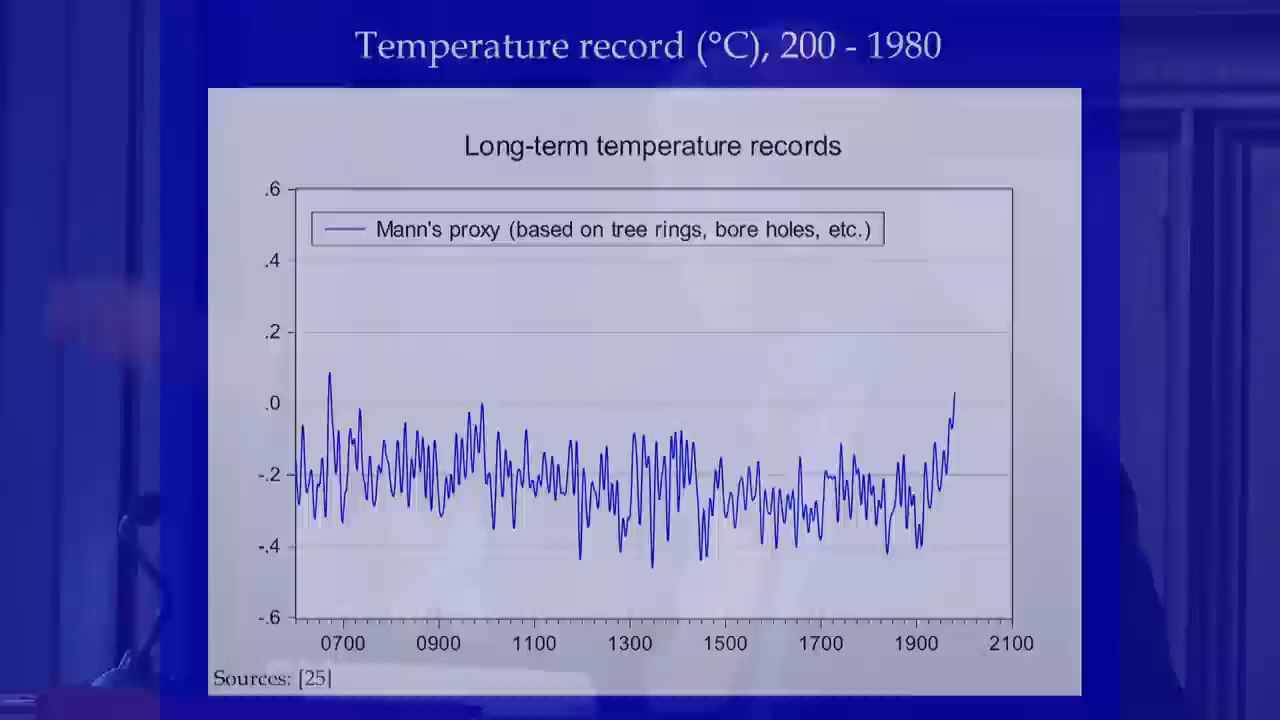 Temperature record (°C), 200 - 1980
Long-term temperature records
.6
Mann's proxy (based on tree rings, bore holes, etc.)
.4
.2
.0
-.2
-.4
-.6
0700 0900 1100 1300 1500 1700 1900 2100
Sources: [25]